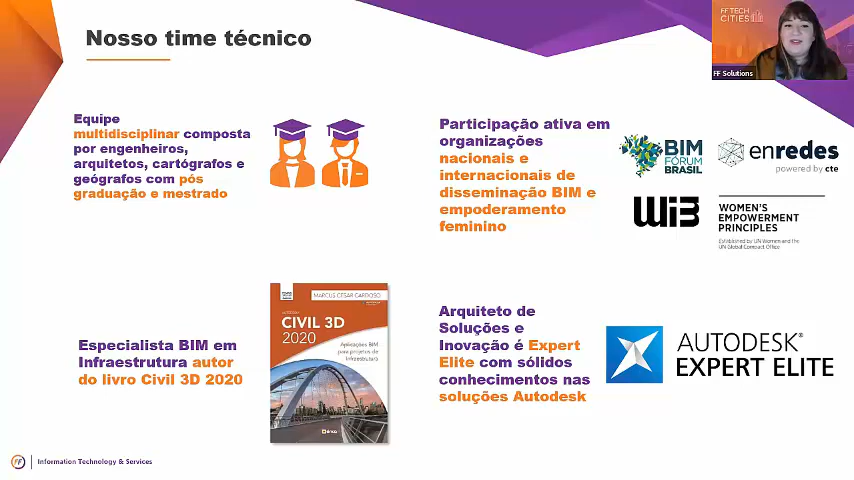 Nosso time técnico
FF TECH
CITIES
FF Solutions
Equipe
multidisciplinar composta
por engenheiros,
arquitetos, cartógrafos e
geógrafos com pós
graduação e mestrado
Participação ativa em
organizações
nacionais e
internacionais de
disseminação BIM e
empoderamento
feminino
BIM
FÓRUM
BRASIL
enredes
powered by cte
WiB
WOMEN'S
EMPOWERMENT
PRINCIPLES
Established by UN Women and the
UN Global Compact Office
Especialista BIM em
Infraestrutura autor
do livro Civil 3D 2020
MARCUS CESAR CARDOSO
AUTODESK
CIVIL 3D
2020
Aplicações BIM
para projetos de
infraestrutura
érica
Arquiteto de
Soluções e
Inovação é Expert
Elite com sólidos
conhecimentos nas
soluções Autodesk
AUTODESK®
EXPERT ELITE
FF
Information Technology & Services